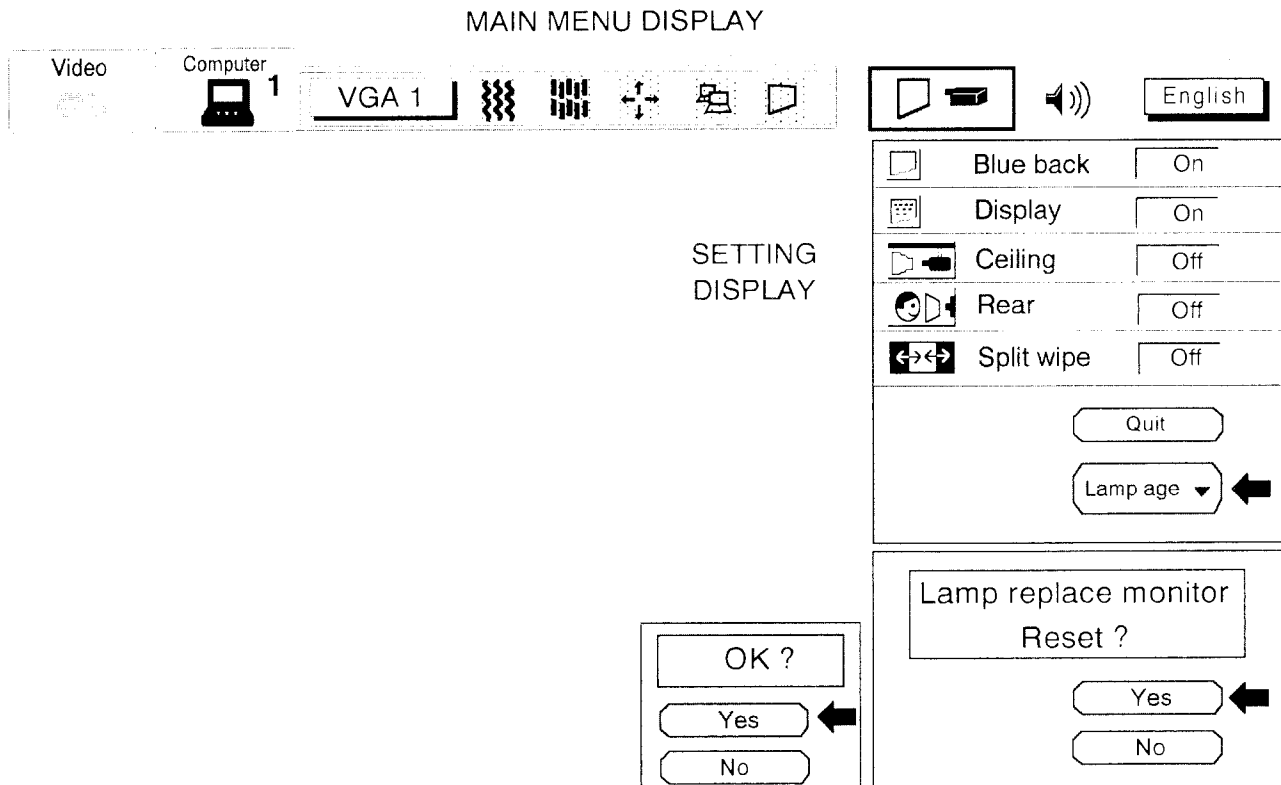 MAIN MENU DISPLAY
Video
Computer
1
VGA 1
English
Blue back On
Display On
SETTING
DISPLAY
Ceiling Off
Rear Off
Split wipe Off
Quit
Lamp age
Lamp replace monitor
Reset ?
Yes
No
OK ?
Yes
No